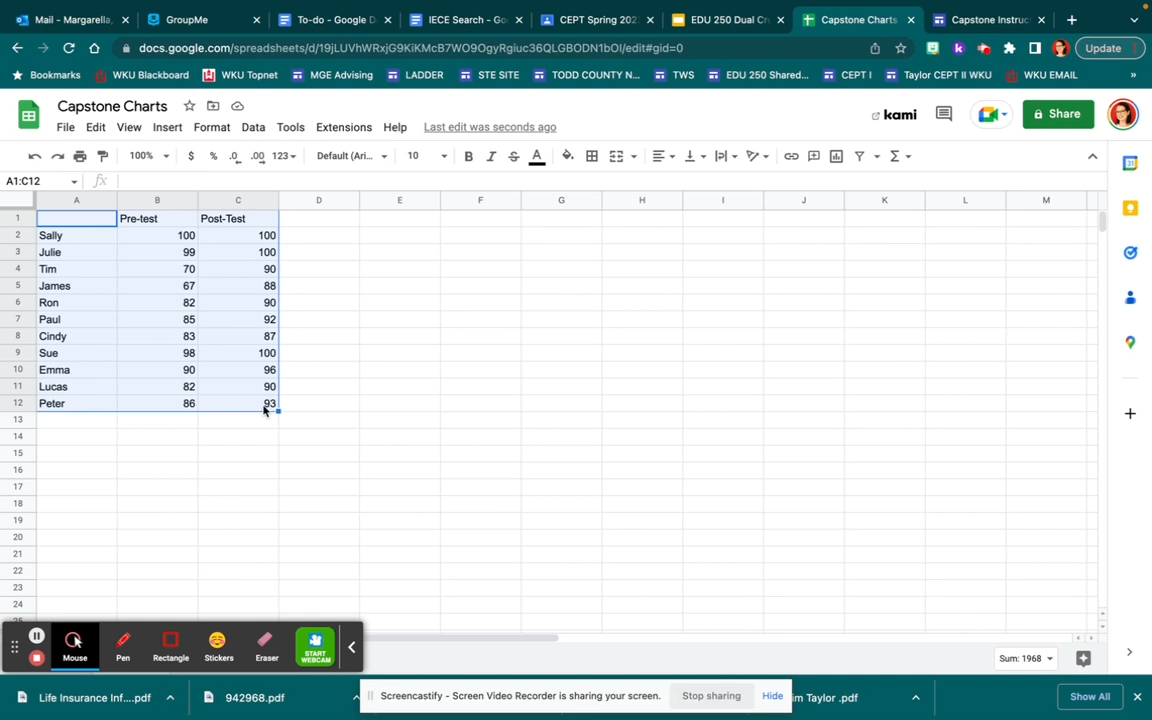 Mail - Margarella, GroupMe To-do - Google D IECE Search - Goo CEPT Spring 202 EDU 250 Dual Cre Capstone Charts Capstone Instruc
docs.google.com/spreadsheets/d/19jLUVhWRxjG9KiKMcB7WO9OgyRgiuc36QLGBODN1bOI/edit#gid=0 Update
Bookmarks WKU Blackboard WKU Topnet MGE Advising LADDER STE SITE TODD COUNTY N... TWS EDU 250 Shared... CEPT I Taylor CEPT II WKU WKU EMAIL »
Capstone Charts kami Share
File Edit View Insert Format Data Tools Extensions Help Last edit was seconds ago
100% $ % .0 .00 123 Default (Ari... 10 B I S A
A1:C12 fx
A B C D E F G H I J K L M
1 Pre-test Post-Test
2 Sally 100 100
3 Julie 99 100
4 Tim 70 90
5 James 67 88
6 Ron 82 90
7 Paul 85 92
8 Cindy 83 87
9 Sue 98 100
10 Emma 90 96
11 Lucas 82 90
12 Peter 86 93
13
14
15
16
17
18
19
20
21
22
23
24
Mouse Pen Rectangle Stickers Eraser START WEBCAM Sum: 1968
Life Insurance Inf....pdf 942968.pdf Screencastify - Screen Video Recorder is sharing your screen. Stop sharing Hide im Taylor .pdf Show All